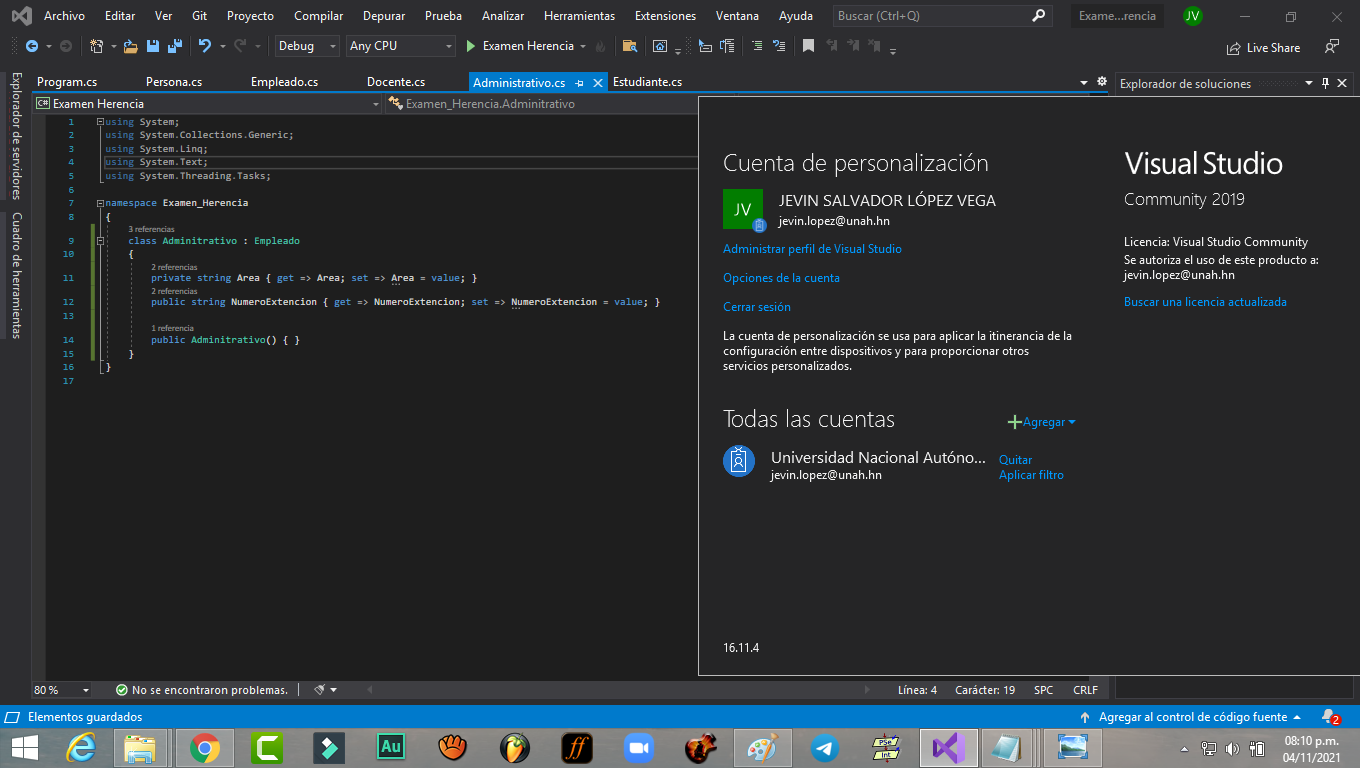 Archivo Editar Ver Git Proyecto Compilar Depurar Prueba Analizar Herramientas Extensiones Ventana Ayuda Buscar (Ctrl+Q) Exame...rencia JV
Debug Any CPU Examen Herencia Live Share
Explorador de servidores
Cuadro de herramientas
Program.cs Persona.cs Empleado.cs Docente.cs Administrativo.cs Estudiante.cs
Explorador de soluciones
C# Examen Herencia Examen_Herencia.Adminitrativo
1 using System;
2 using System.Collections.Generic;
3 using System.Linq;
4 using System.Text;
5 using System.Threading.Tasks;
6
7 namespace Examen_Herencia
8 {
3 referencias
9 class Adminitrativo : Empleado
10 {
2 referencias
11 private string Area { get => Area; set => Area = value; }
2 referencias
12 public string NumeroExtencion { get => NumeroExtencion; set => NumeroExtencion = value; }
13
1 referencia
14 public Adminitrativo() { }
15 }
16 }
17
Cuenta de personalización
JV
JEVIN SALVADOR LÓPEZ VEGA
jevin.lopez@unah.hn
Administrar perfil de Visual Studio
Opciones de la cuenta
Cerrar sesión
La cuenta de personalización se usa para aplicar la itinerancia de la
configuración entre dispositivos y para proporcionar otros
servicios personalizados.
Todas las cuentas
Agregar
Universidad Nacional Autóno...
jevin.lopez@unah.hn
Quitar
Aplicar filtro
16.11.4
Visual Studio
Community 2019
Licencia: Visual Studio Community
Se autoriza el uso de este producto a:
jevin.lopez@unah.hn
Buscar una licencia actualizada
80 % No se encontraron problemas. Línea: 4 Carácter: 19 SPC CRLF
Elementos guardados Agregar al control de código fuente 2
Au ff PSe Int
08:10 p.m.
04/11/2021